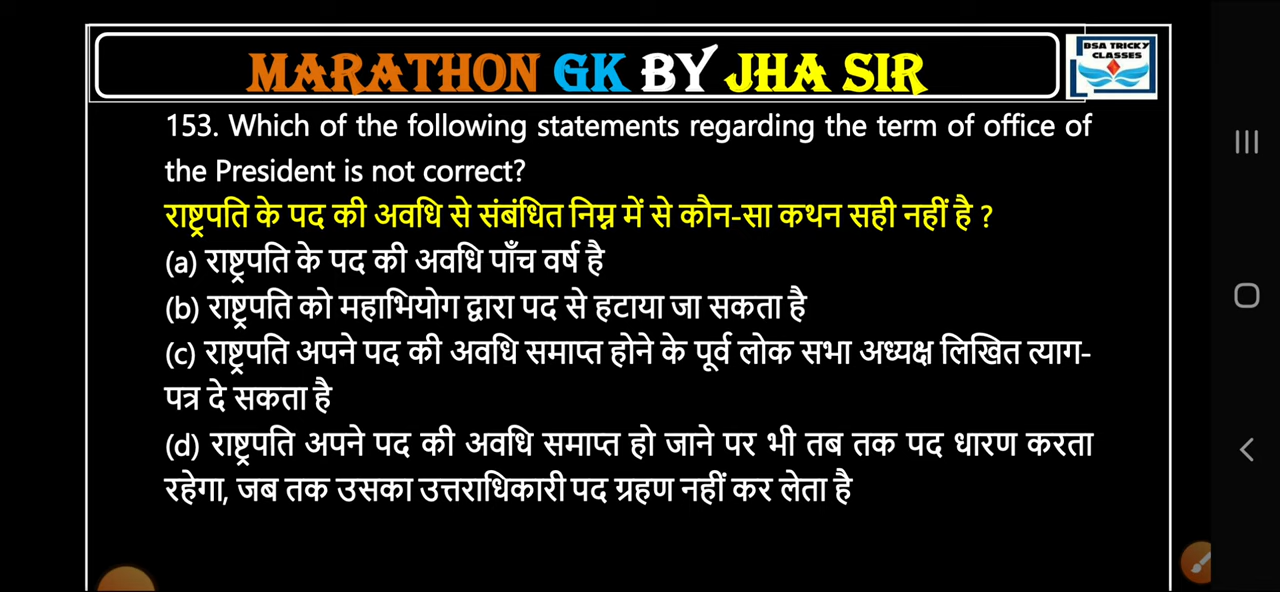 MARATHON GK BY JHA SIR
BSA TRICKY
CLASSES
153. Which of the following statements regarding the term of office of
the President is not correct?
राष्ट्रपति के पद की अवधि से संबंधित निम्न में से कौन-सा कथन सही नहीं है ?
(a) राष्ट्रपति के पद की अवधि पाँच वर्ष है
(b) राष्ट्रपति को महाभियोग द्वारा पद से हटाया जा सकता है
(c) राष्ट्रपति अपने पद की अवधि समाप्त होने के पूर्व लोक सभा अध्यक्ष लिखित त्याग-
पत्र दे सकता है
(d) राष्ट्रपति अपने पद की अवधि समाप्त हो जाने पर भी तब तक पद धारण करता
रहेगा, जब तक उसका उत्तराधिकारी पद ग्रहण नहीं कर लेता है